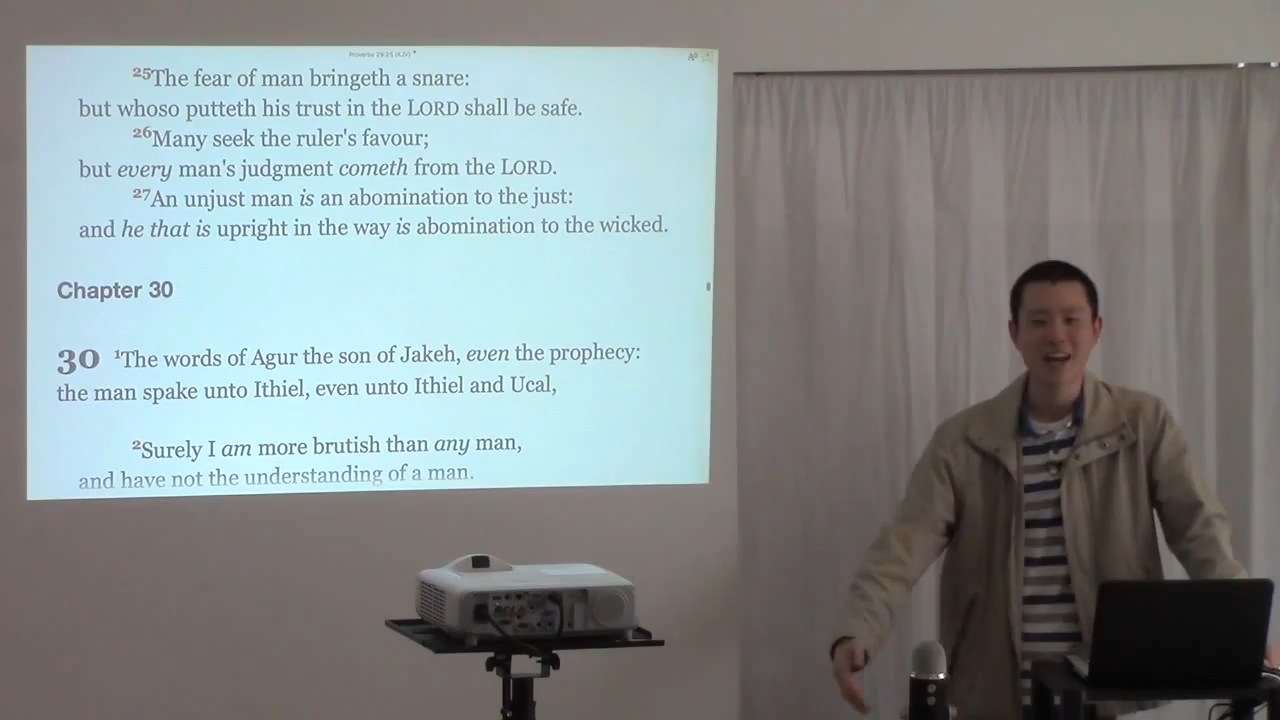 Proverbs 29:25 (KJV)
25The fear of man bringeth a snare:
but whoso putteth his trust in the LORD shall be safe.
26Many seek the ruler's favour;
but every man's judgment cometh from the LORD.
27An unjust man is an abomination to the just:
and he that is upright in the way is abomination to the wicked.
Chapter 30
30 1The words of Agur the son of Jakeh, even the prophecy:
the man spake unto Ithiel, even unto Ithiel and Ucal,
2Surely I am more brutish than any man,
and have not the understanding of a man.